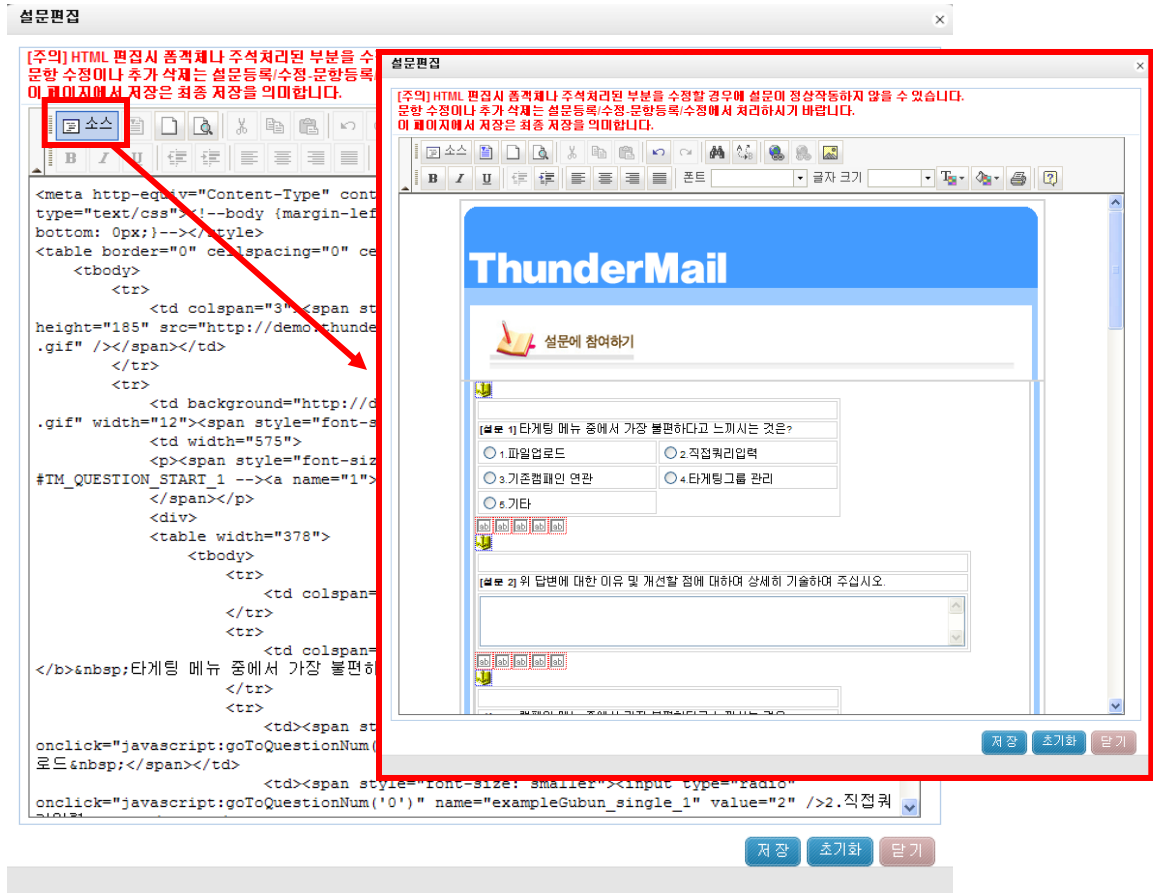 설문편집
[주의] HTML 편집시 폼객체나 주석처리된 부분을 수
문항 수정이나 추가 삭제는 설문등록/수정-문항등록/
이 페이지에서 저장은 최종 저장을 의미합니다.
소스
B I U
<meta http-equiv="Content-Type" cont
type="text/css"><!--body {margin-lef
bottom: 0px;}--></style>
<table border="0" cellspacing="0" ce
<tbody>
<tr>
<td colspan="3"><span st
height="185" src="http://demo.thunde
.gif" /></span></td>
</tr>
<tr>
<td background="http://d
.gif" width="12"><span style="font-s
<td width="575">
<p><span style="font-siz
#TM_QUESTION_START_1 --><a name="1">
</span></p>
<div>
<table width="378">
<tbody>
<tr>
<td colspan=
</tr>
<tr>
<td colspan=
</b>&nbsp;타게팅 메뉴 중에서 가장 불편하
</tr>
<tr>
<td><span st
onclick="javascript:goToQuestionNum(
로드&nbsp;</span></td>
<td><span style="font-size: smaller"><input type="radio"
onclick="javascript:goToQuestionNum('0')" name="exampleGubun_single_1" value="2" />2.직접쿼
저장 초기화 닫기
설문편집
[주의] HTML 편집시 폼객체나 주석처리된 부분을 수정할 경우에 설문이 정상작동하지 않을 수 있습니다.
문항 수정이나 추가 삭제는 설문등록/수정-문항등록/수정에서 처리하시기 바랍니다.
이 페이지에서 저장은 최종 저장을 의미합니다.
소스
B I U 폰트 글자 크기
ThunderMail
설문에 참여하기
[설문 1] 타게팅 메뉴 중에서 가장 불편하다고 느끼시는 것은?
1.파일업로드 2.직접쿼리입력
3.기존캠페인 연관 4.타게팅그룹 관리
5.기타
ab ab ab ab ab
[설문 2] 위 답변에 대한 이유 및 개선할 점에 대하여 상세히 기술하여 주십시오.
ab ab ab ab ab
저장 초기화 닫기